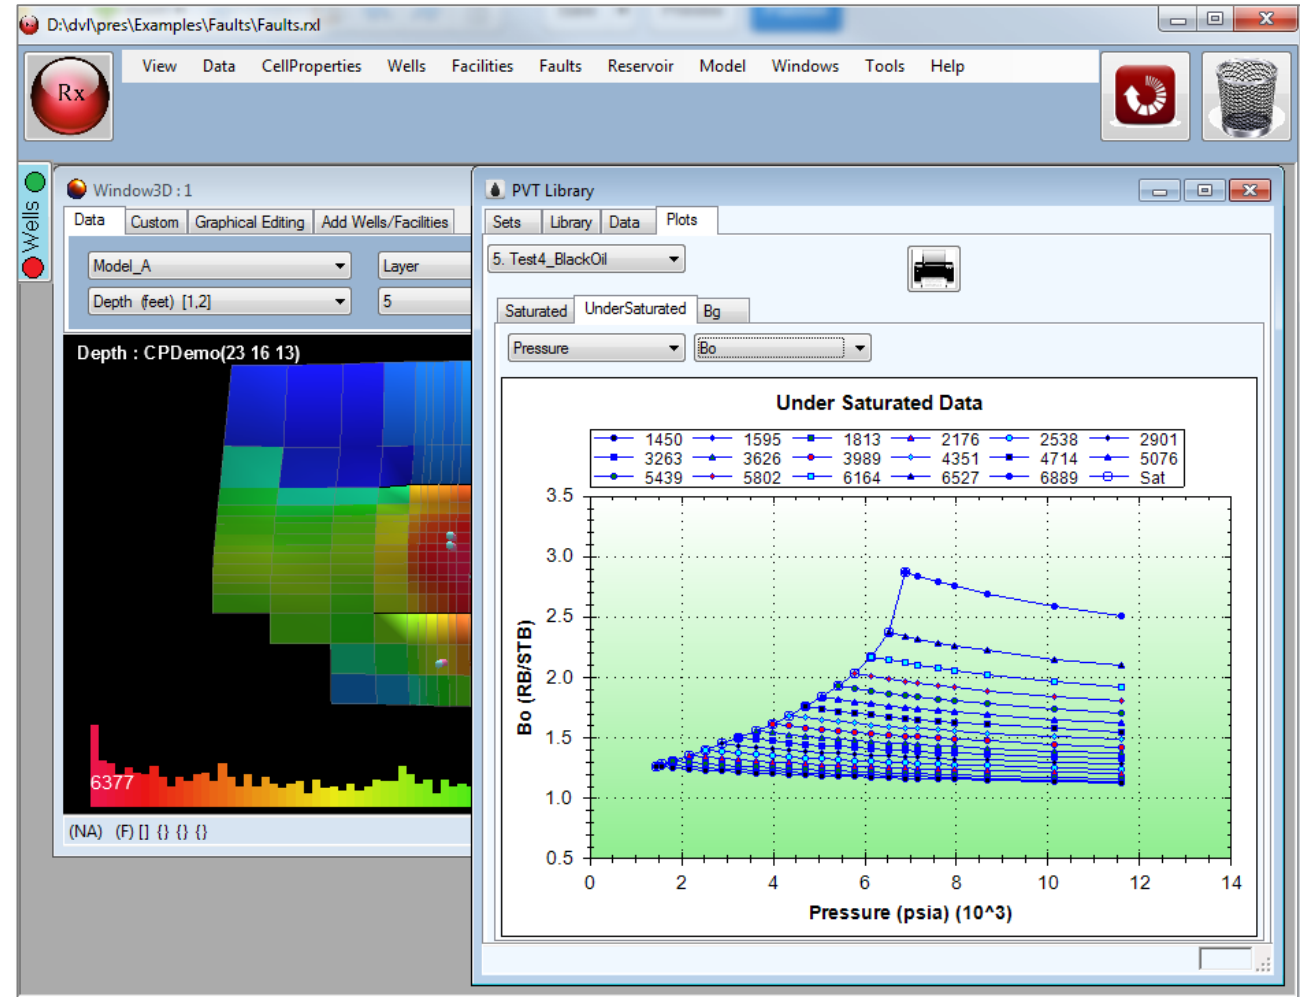 D:\dvl\pres\Examples\Faults\Faults.rxl
Rx
View Data CellProperties Wells Facilities Faults Reservoir Model Windows Tools Help
Wells
Window3D : 1
Data Custom Graphical Editing Add Wells/Facilities
Model_A Layer
Depth (feet) [1,2] 5
Depth : CPDemo(23 16 13)
6377
(NA) (F) [] {} {} {}
PVT Library
Sets Library Data Plots
5. Test4_BlackOil
Saturated UnderSaturated Bg
Pressure Bo
Under Saturated Data
1450 1595 1813 2176 2538 2901
3263 3626 3989 4351 4714 5076
5439 5802 6164 6527 6889 Sat
3.5
3.0
2.5
2.0
1.5
1.0
0.5
Bo (RB/STB)
0 2 4 6 8 10 12 14
Pressure (psia) (10^3)